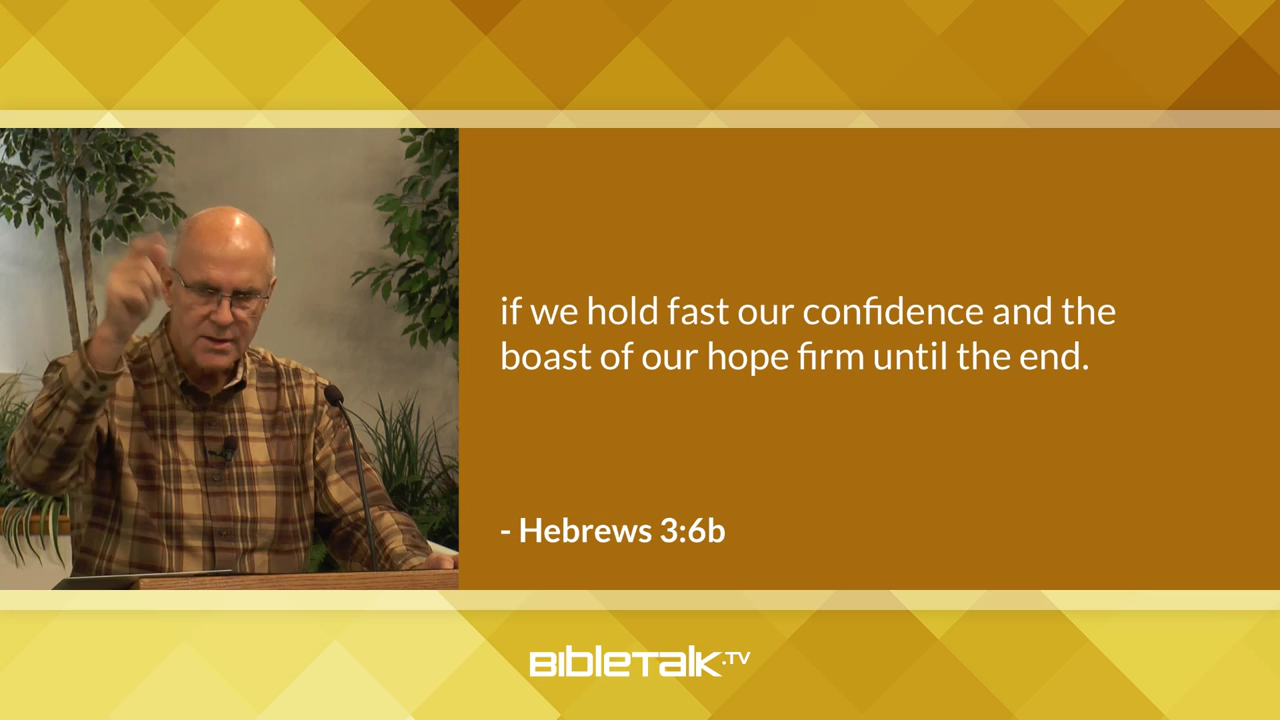 if we hold fast our confidence and the
boast of our hope firm until the end.
- Hebrews 3:6b
BIBLETALK.TV